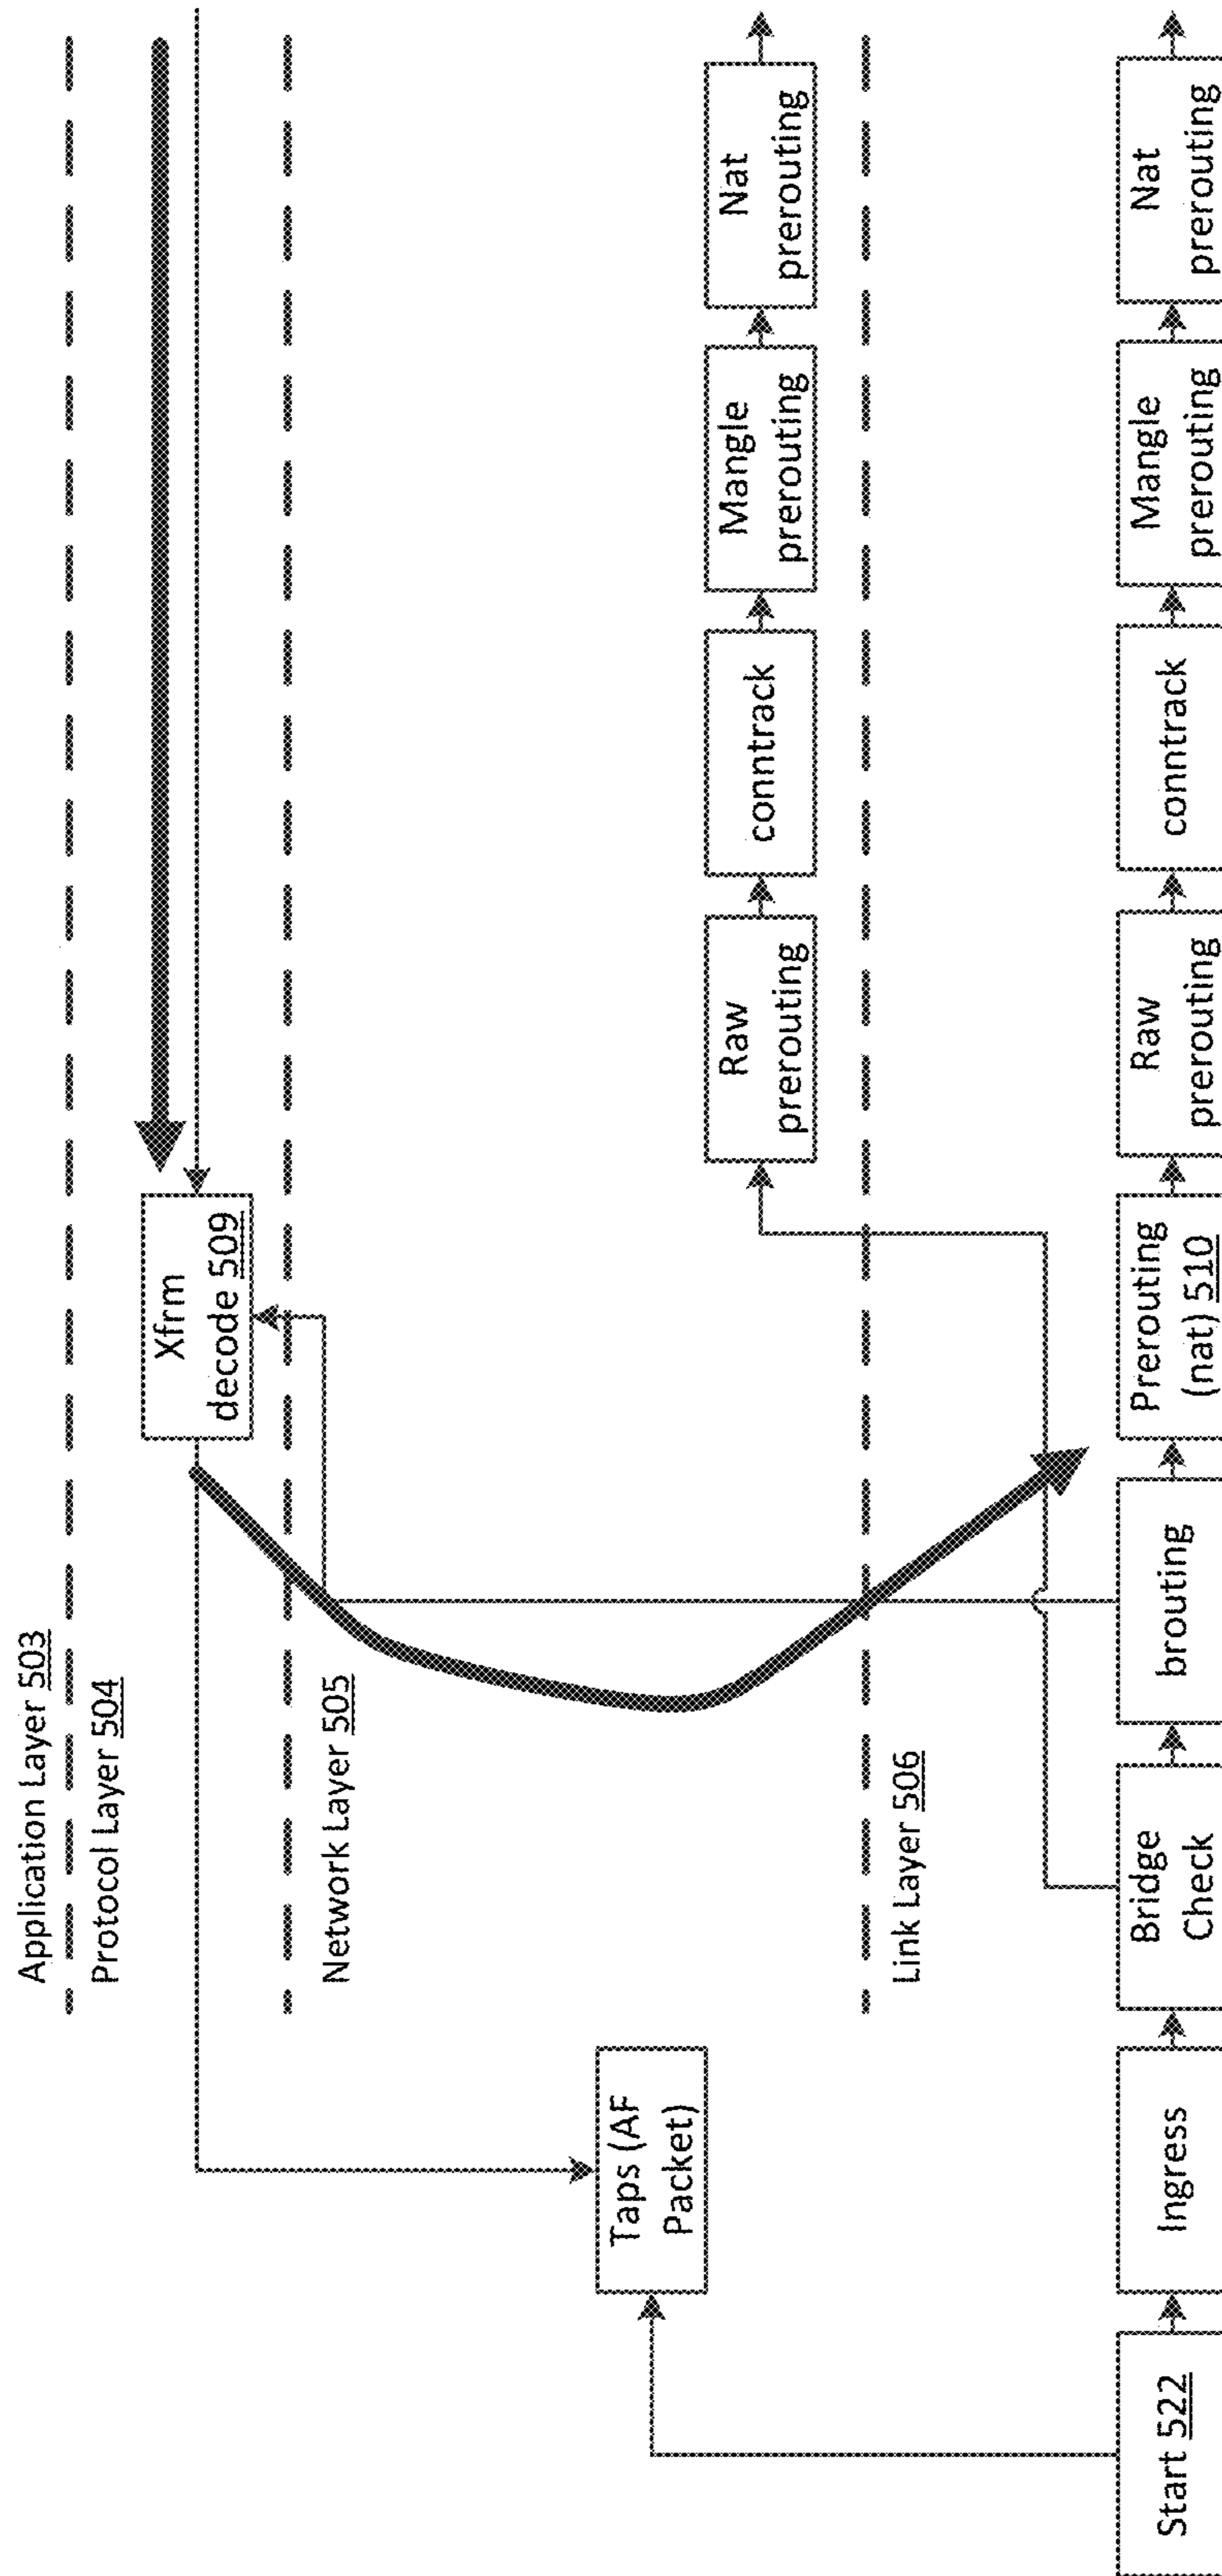 Application Layer 503
Protocol Layer 504
Xfrm
decode 509
Network Layer 505
Taps (AF
Packet)
Raw
prerouting
conntrack
Mangle
prerouting
Nat
prerouting
Link Layer 506
Start 522
Ingress
Bridge
Check
brouting
Prerouting
(nat) 510
Raw
prerouting
conntrack
Mangle
prerouting
Nat
prerouting